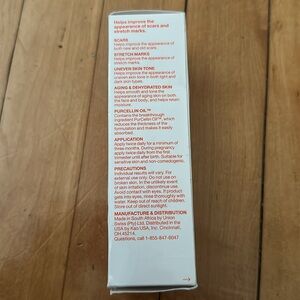 Helps improve the
appearance of scars and
stretch marks.
SCARS
Helps improve the appearance of
both new and old scars.
STRETCH MARKS
Helps improve the appearance of
stretch marks.
UNEVEN SKIN TONE
Helps improve the appearance of
uneven skin tone in both light and
dark skin types.
AGING & DEHYDRATED SKIN
Helps smooth and tone the
appearance of aging skin on both
the face and body, and helps retain
moisture.
PURCELLIN OIL™
Contains the breakthrough
ingredient PurCellin Oil™, which
reduces the thickness of the
formulation and makes it easily
absorbed.
APPLICATION
Apply twice daily for a minimum of
three months. During pregnancy
apply twice daily from the first
trimester until after birth. Suitable for
sensitive skin and non-comedogenic.
PRECAUTIONS
Individual results will vary. For
external use only. Do not use on
broken skin. In the unlikely event
of skin irritation, discontinue use.
Avoid contact with eyes. If product
gets into eyes, rinse thoroughly with
water. Keep out of reach of children.
Store out of direct sunlight.
MANUFACTURE & DISTRIBUTION
Made in South Africa by Union
Swiss (Pty) Ltd. Distributed in the
USA by Kao USA, Inc. Cincinnati,
OH 45214.
Questions, call 1-855-847-6047